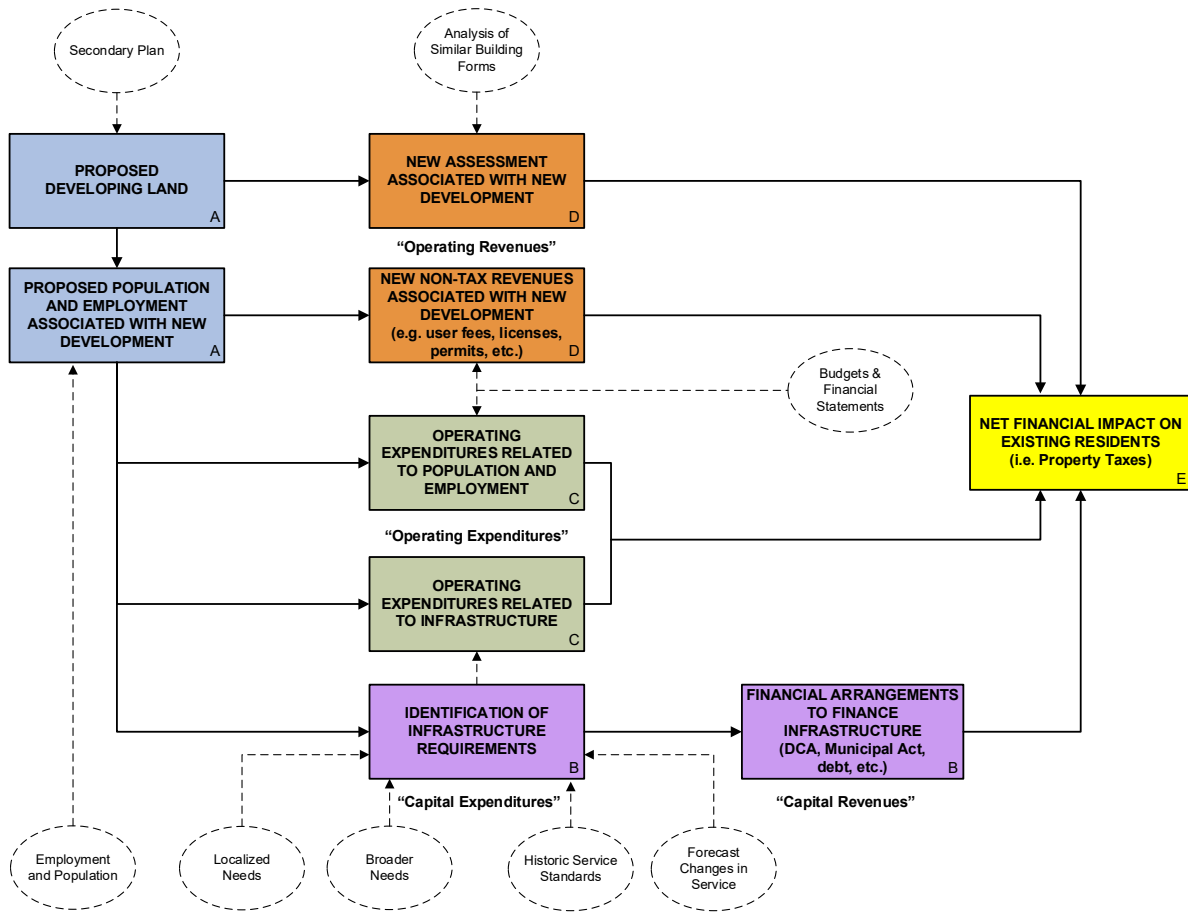 Secondary Plan
Analysis of
Similar Building
Forms
PROPOSED
DEVELOPING LAND
A
NEW ASSESSMENT
ASSOCIATED WITH NEW
DEVELOPMENT
D
“Operating Revenues”
PROPOSED POPULATION
AND EMPLOYMENT
ASSOCIATED WITH NEW
DEVELOPMENT
A
NEW NON-TAX REVENUES
ASSOCIATED WITH NEW
DEVELOPMENT
(e.g. user fees, licenses,
permits, etc.)
D
Budgets &
Financial
Statements
OPERATING
EXPENDITURES RELATED
TO POPULATION AND
EMPLOYMENT
C
NET FINANCIAL IMPACT ON
EXISTING RESIDENTS
(i.e. Property Taxes)
E
“Operating Expenditures”
OPERATING
EXPENDITURES RELATED
TO INFRASTRUCTURE
C
IDENTIFICATION OF
INFRASTRUCTURE
REQUIREMENTS
B
FINANCIAL ARRANGEMENTS
TO FINANCE
INFRASTRUCTURE
(DCA, Municipal Act,
debt, etc.)
B
“Capital Expenditures”
“Capital Revenues”
Employment
and Population
Localized
Needs
Broader
Needs
Historic Service
Standards
Forecast
Changes in
Service